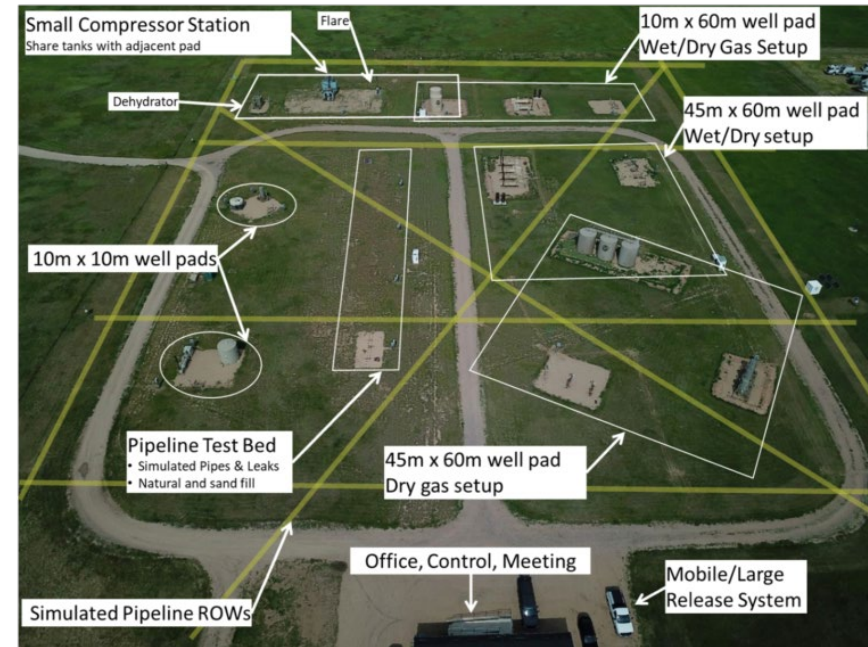 Small Compressor Station
Share tanks with adjacent pad
Flare
10m x 60m well pad
Wet/Dry Gas Setup
Dehydrator
45m x 60m well pad
Wet/Dry setup
10m x 10m well pads
Pipeline Test Bed
• Simulated Pipes & Leaks
• Natural and sand fill
45m x 60m well pad
Dry gas setup
Office, Control, Meeting
Mobile/Large
Release System
Simulated Pipeline ROWs